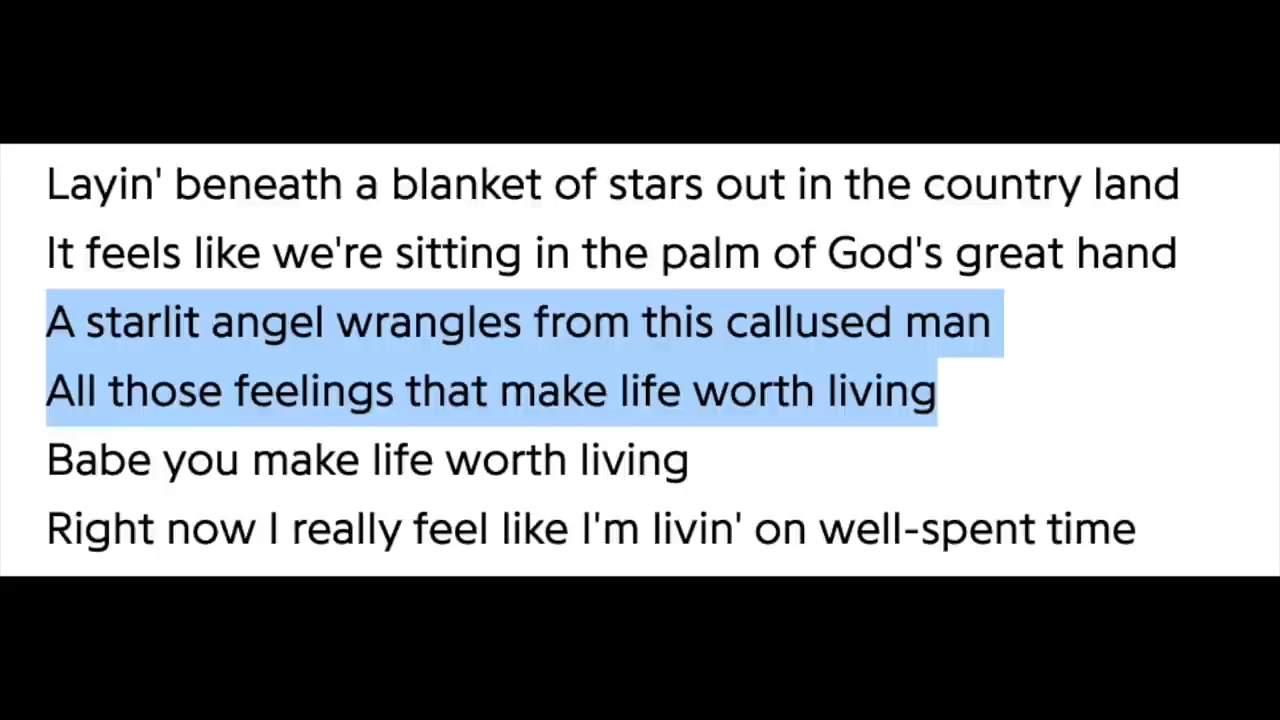 Layin' beneath a blanket of stars out in the country land
It feels like we're sitting in the palm of God's great hand
A starlit angel wrangles from this callused man
All those feelings that make life worth living
Babe you make life worth living
Right now I really feel like I'm livin' on well-spent time